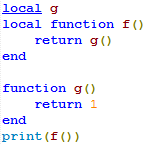 local g
local function f()
    return g()
end

function g()
    return 1
end
print(f())